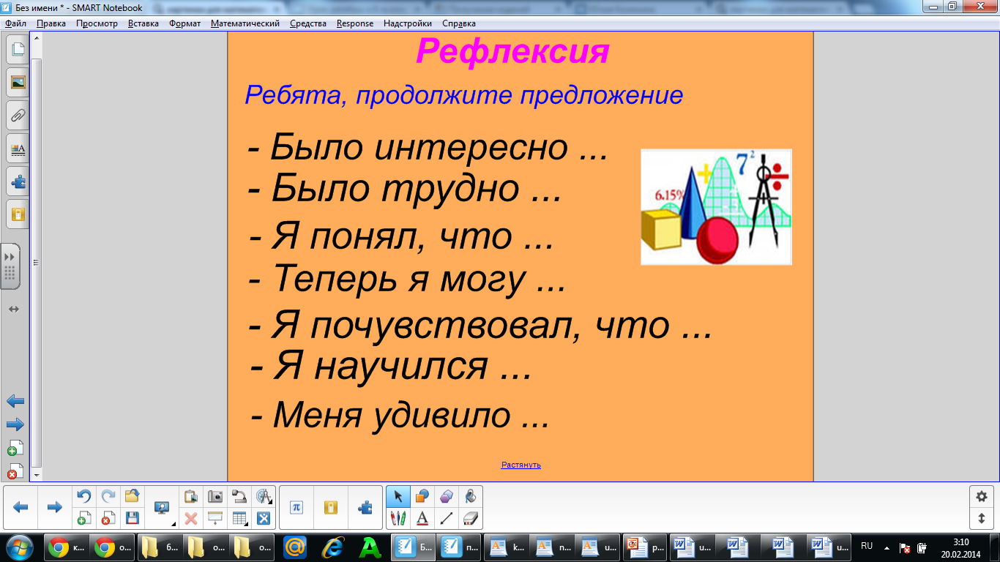 Без имени * - SMART Notebook
Файл Правка Просмотр Вставка Формат Математический Средства Response Надстройки Справка
Рефлексия
Ребята, продолжите предложение
- Было интересно ...
- Было трудно ...
- Я понял, что ...
- Теперь я могу ...
- Я почувствовал, что ...
- Я научился ...
- Меня удивило ...
6.15%
7²
Растянуть
π
A
к... о... б... о... о... Б... п... k... n... u... p... u... u...
RU
3:10
20.02.2014